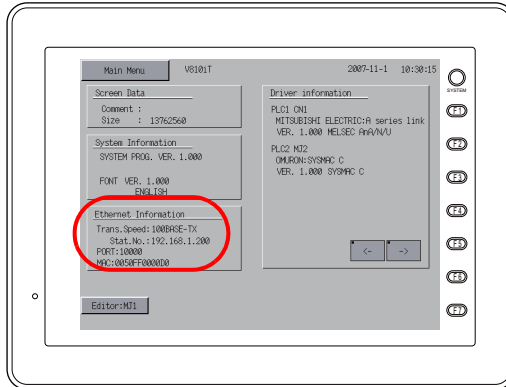 Main Menu V810iT 2007-11-1 10:30:15
SYSTEM
Screen Data
Comment :
Size : 13762560
System Information
SYSTEM PROG. VER. 1.000
FONT VER. 1.000
ENGLISH
Ethernet Information
Trans.Speed:100BASE-TX
Stat.No.:192.168.1.200
PORT:10000
MAC:0050FF0000D0
Driver information
PLC1 CN1
MITSUBISHI ELECTRIC:A series link
VER. 1.000 MELSEC AnA/N/U
PLC2 MJ2
OMURON:SYSMAC C
VER. 1.000 SYSMAC C
<- ->
Editor:MJ1
F1
F2
F3
F4
F5
F6
F7